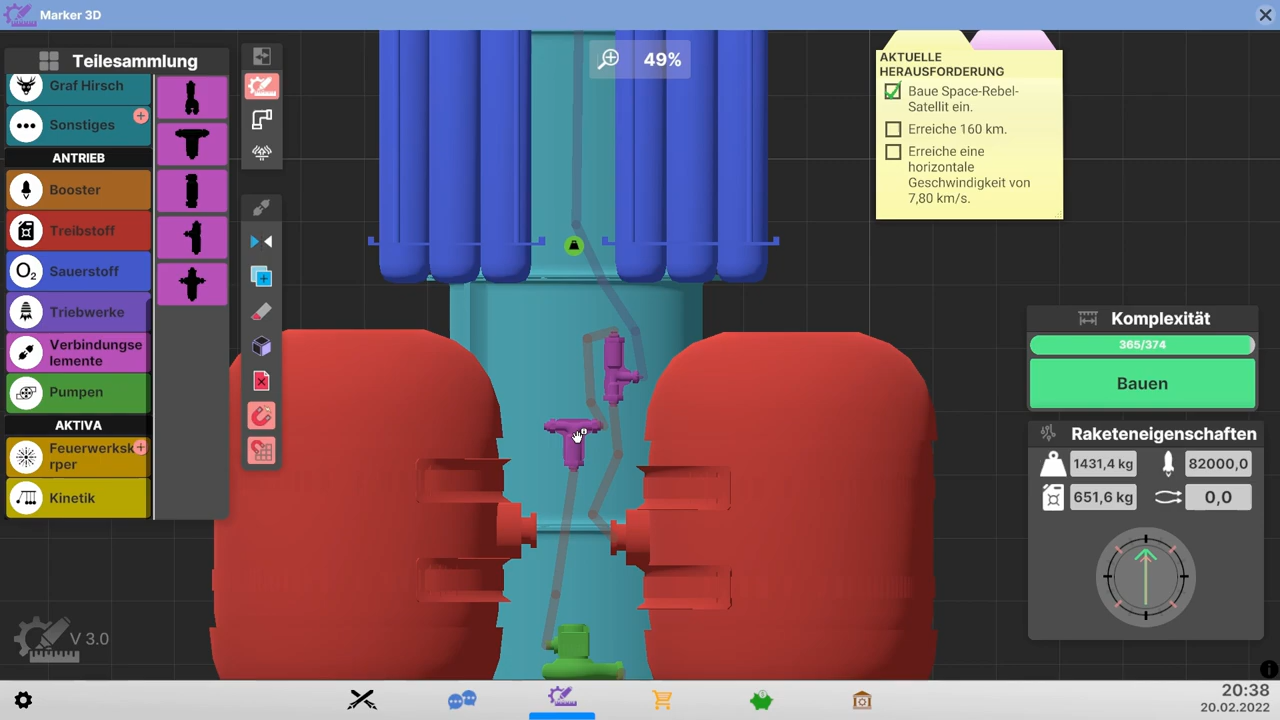 Marker 3D
Teilesammlung
Graf Hirsch
Sonstiges
ANTRIEB
Booster
Treibstoff
O2
Sauerstoff
Triebwerke
Verbindungse
lemente
Pumpen
AKTIVA
Feuerwerksk
rper
Kinetik
49%
AKTUELLE
HERAUSFORDERUNG
Baue Space-Rebel-
Satellit ein.
Erreiche 160 km.
Erreiche eine
horizontale
Geschwindigkeit von
7,80 km/s.
Komplexität
365/374
Bauen
Raketeneigenschaften
1431,4 kg
82000,0
651,6 kg
0,0
V 3.0
20:38
20.02.2022